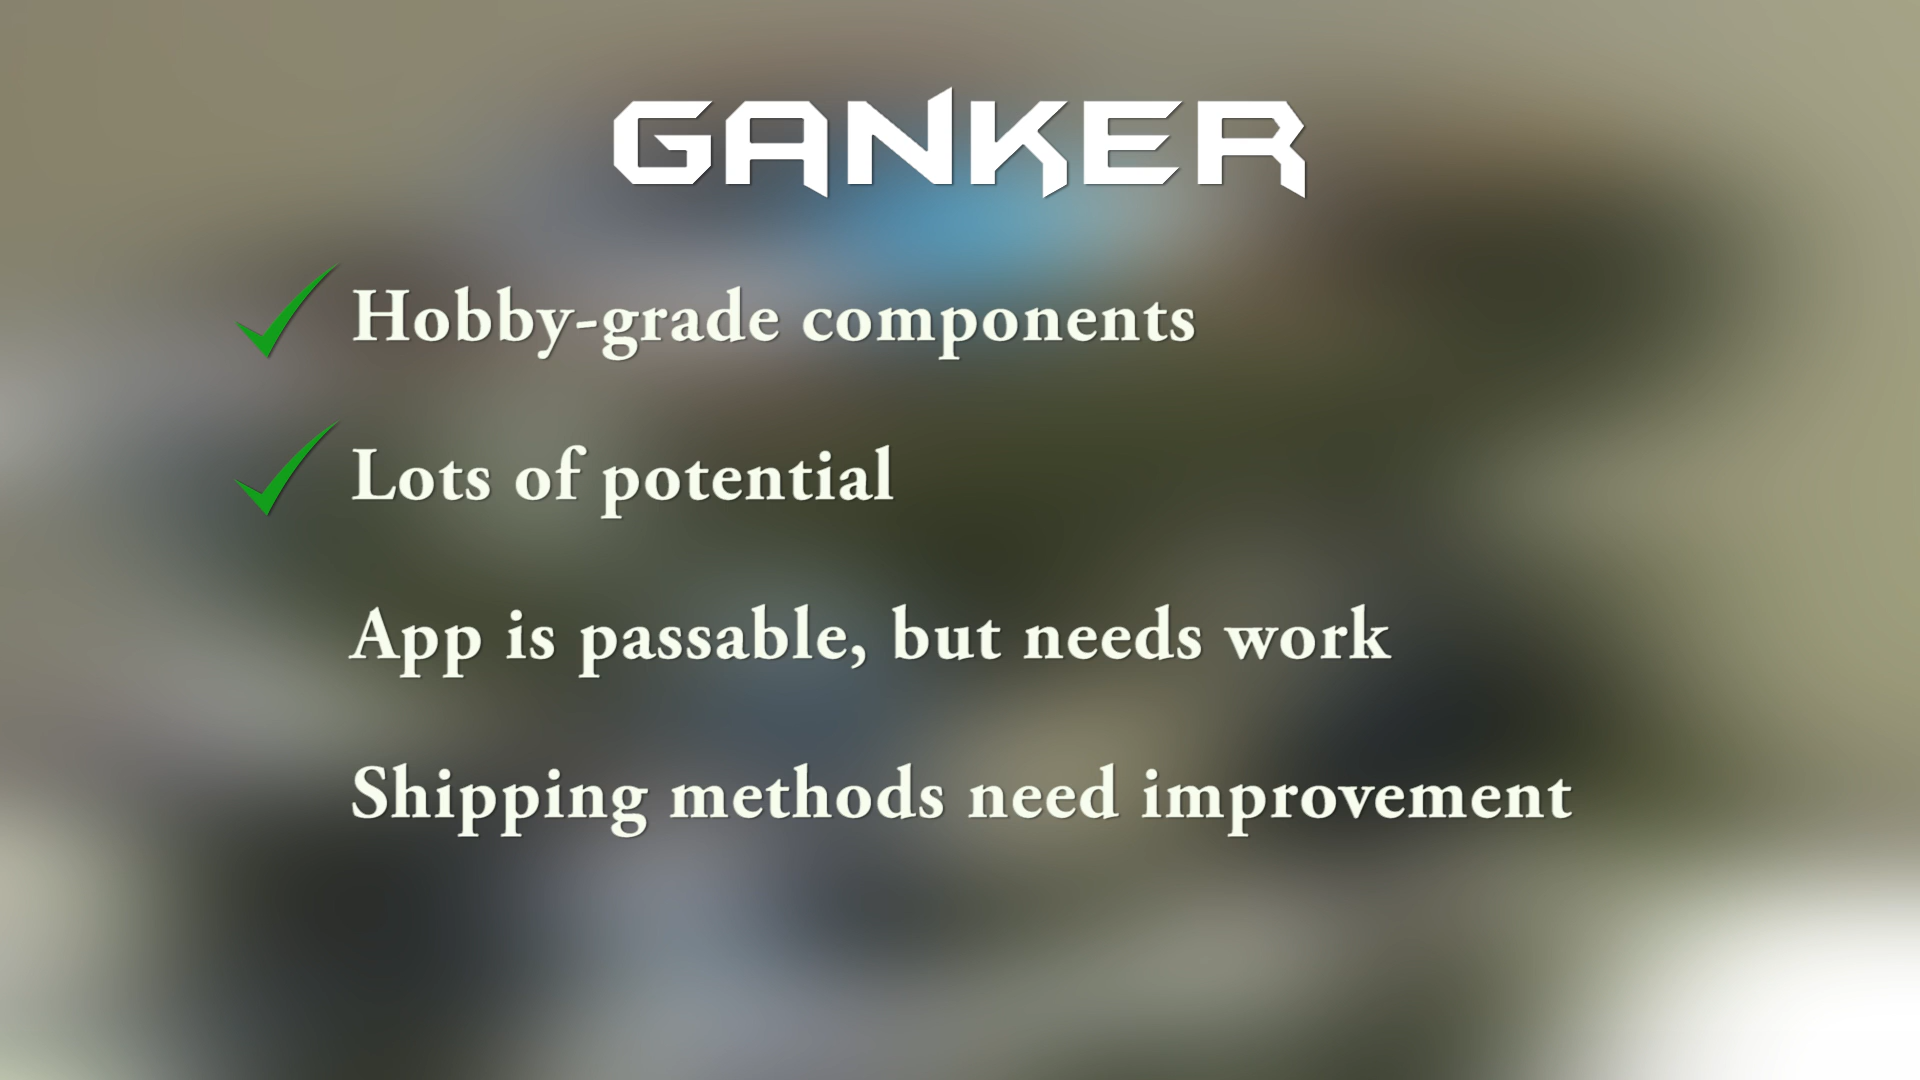 GANKER
Hobby-grade components
Lots of potential
App is passable, but needs work
Shipping methods need improvement